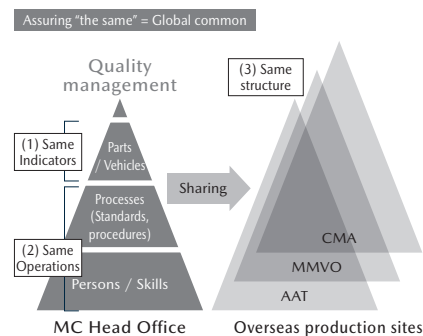 Assuring “the same” = Global common
Quality
management
(1) Same
Indicators
Parts
/ Vehicles
Processes
(Standards,
procedures)
(2) Same
Operations
Persons / Skills
MC Head Office
Sharing
(3) Same
structure
CMA
MMVO
AAT
Overseas production sites